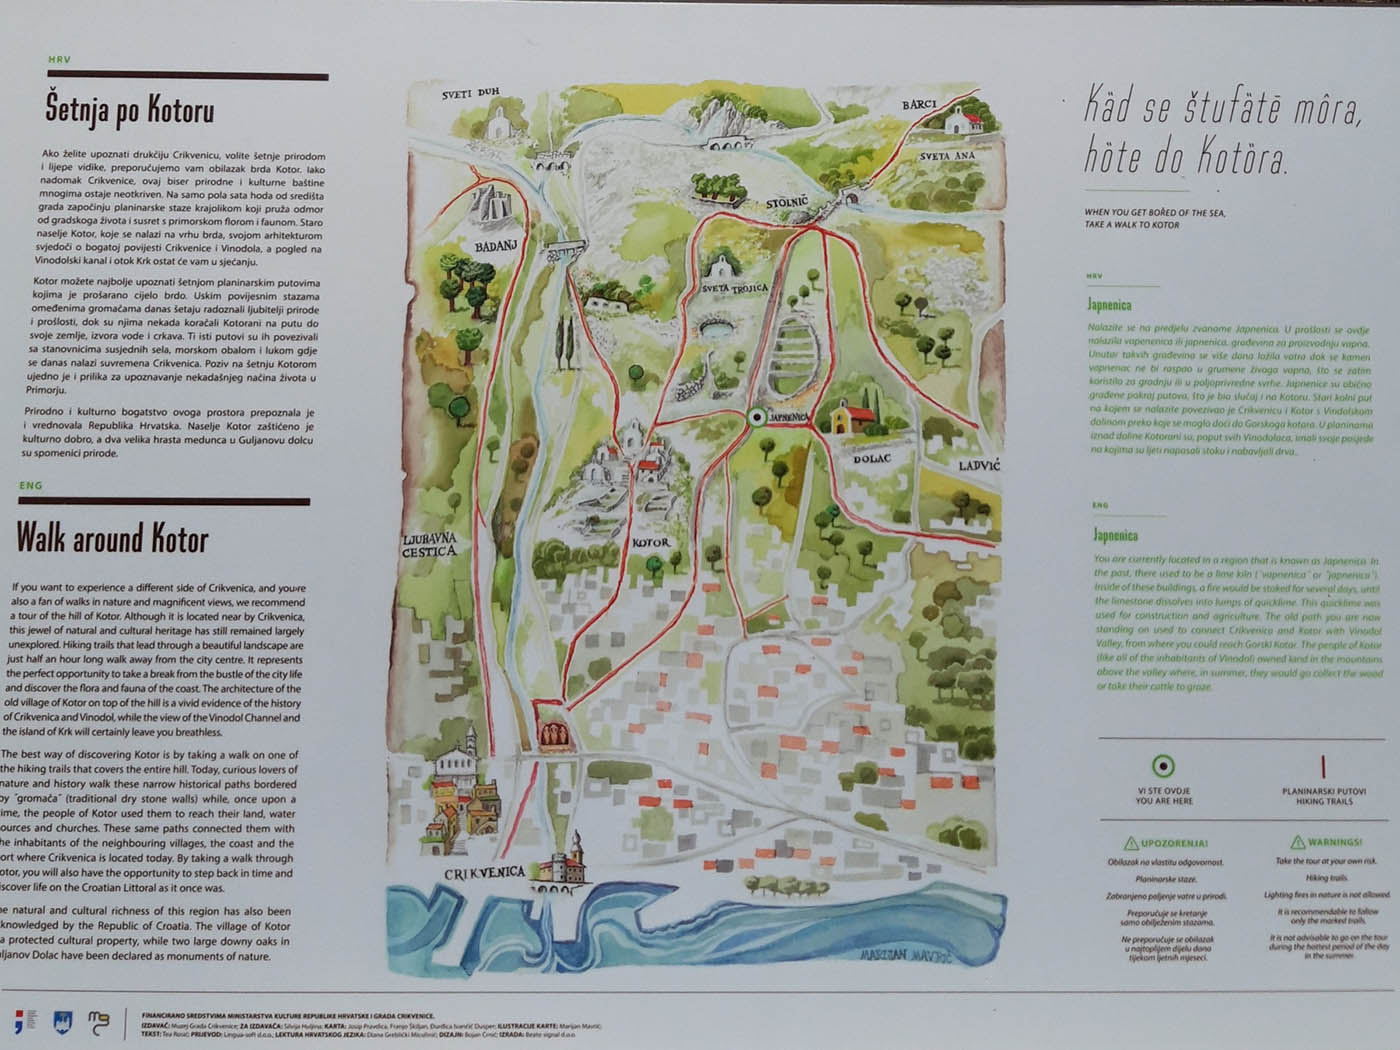 HRV
Šetnja po Kotoru
Ako želite upoznati drukčiju Crikvenicu, volite šetnje prirodom
i lijepe vidike, preporučujemo vam obilazak brda Kotor. Iako
nadomak Crikvenice, ovaj biser prirodne i kulturne baštine
mnogima ostaje neotkriven. Na samo pola sata hoda od središta
grada započinju planinarske staze krajolikom koji pruža odmor
od gradskoga života i susret s primorskom florom i faunom. Staro
naselje Kotor, koje se nalazi na vrhu brda, svojom arhitekturom
svjedoči o bogatoj povijesti Crikvenice i Vinodola, a pogled na
Vinodolski kanal i otok Krk ostat će vam u sjećanju.
Kotor možete najbolje upoznati šetnjom planinarskim putovima
kojima je prošarano cijelo brdo. Uskim povijesnim stazama
omeđenima gromačama danas šetaju radoznali ljubitelji prirode
i prošlosti, dok su njima nekada koračali Kotorani na putu do
svoje zemlje, izvora vode i crkava. Ti isti putovi su ih povezivali
sa stanovnicima susjednih sela, morskom obalom i lukom gdje
se danas nalazi suvremena Crikvenica. Poziv na šetnju Kotorom
ujedno je i prilika za upoznavanje nekadašnjeg načina života u
Primorju.
Prirodno i kulturno bogatstvo ovoga prostora prepoznala je
i vrednovala Republika Hrvatska. Naselje Kotor zaštićeno je
kulturno dobro, a dva velika hrasta medunca u Guljanovu dolcu
su spomenici prirode.
ENG
Walk around Kotor
If you want to experience a different side of Crikvenica, and you're
also a fan of walks in nature and magnificent views, we recommend
a tour of the hill of Kotor. Although it is located near by Crikvenica,
this jewel of natural and cultural heritage has still remained largely
unexplored. Hiking trails that lead through a beautiful landscape are
just half an hour long walk away from the city centre. It represents
the perfect opportunity to take a break from the bustle of the city life
and discover the flora and fauna of the coast. The architecture of the
old village of Kotor on top of the hill is a vivid evidence of the history
of Crikvenica and Vinodol, while the view of the Vinodol Channel and
the island of Krk will certainly leave you breathless.
The best way of discovering Kotor is by taking a walk on one of
the hiking trails that covers the entire hill. Today, curious lovers of
nature and history walk these narrow historical paths bordered
by "gromača" (traditional dry stone walls) while, once upon a
time, the people of Kotor used them to reach their land, water
ources and churches. These same paths connected them with
he inhabitants of the neighbouring villages, the coast and the
ort where Crikvenica is located today. By taking a walk through
otor, you will also have the opportunity to step back in time and
iscover life on the Croatian Littoral as it once was.
he natural and cultural richness of this region has also been
knowledged by the Republic of Croatia. The village of Kotor
a protected cultural property, while two large downy oaks in
uljanov Dolac have been declared as monuments of nature.
SVETI DUH
BARCI
SVETA ANA
STOLNIČ
BADANJ
SVETA TROJICA
JAPNENICA
DOLAC
LADVIĆ
KOTOR
LJUBAVNA
CESTICA
CRIKVENICA
MARIJAN MAVRIĆ
Käd se štufätē môra,
höte do Kotöra.
WHEN YOU GET BORED OF THE SEA,
TAKE A WALK TO KOTOR
HRV
Japnenica
Nalazite se na predjelu zvanome Japnenica. U prošlosti se ovdje
nalazila vapnenica ili japnenica, građevina za proizvodnju vapna.
Unutar takvih građevina se više dana ložila vatra dok se kamen
vapnenac ne bi raspao u grumene živoga vapna, što se zatim
koristilo za gradnju ili u poljoprivredne svrhe. Japnenice su obično
građene pokraj putova, što je bio slučaj i na Kotoru. Stari kolni put
na kojem se nalazite povezivao je Crikvenicu i Kotor s Vinodolskom
dolinom preko koje se moglo doći do Gorskoga kotara. U planinama
iznad doline Kotorani su, poput svih Vinodolaca, imali svoje posjede
na kojima su ljeti napasali stoku i nabavljali drva.
ENG
Japnenica
You are currently located in a region that is known as Japnenica. In
the past, there used to be a lime kiln ("vapnenica" or "japnenica").
Inside of these buildings, a fire would be stoked for several days, until
the limestone dissolves into lumps of quicklime. This quicklime was
used for construction and agriculture. The old path you are now
standing on used to connect Crikvenica and Kotor with Vinodol
Valley, from where you could reach Gorski Kotar. The people of Kotor
(like all of the inhabitants of Vinodol) owned land in the mountains
above the valley where, in summer, they would go collect the wood
or take their cattle to graze.
VI STE OVDJE
YOU ARE HERE
PLANINARSKI PUTOVI
HIKING TRAILS
UPOZORENJA!
Obilazak na vlastitu odgovornost.
Planinarske staze.
Zabranjeno paljenje vatre u prirodi.
Preporučuje se kretanje
samo obilježenim stazama.
Ne preporučuje se obilazak
u najtoplijem dijelu dana
tijekom ljetnih mjeseci.
WARNINGS!
Take the tour at your own risk.
Hiking trails.
Lighting fires in nature is not allowed.
It is recommendable to follow
only the marked trails.
It is not advisable to go on the tour
during the hottest period of the day
in the summer.
FINANCIRANO SREDSTVIMA MINISTARSTVA KULTURE REPUBLIKE HRVATSKE I GRADA CRIKVENICE.
IZDAVAČ: Muzej Grada Crikvenice; ZA IZDAVAČA: Silvija Huljina; KARTA: Josip Pravdica, Franjo Škiljan, Đurđica Ivančić Dusper; ILUSTRACIJE KARTE: Marijan Mavrić;
TEKST: Tea Rosić; PRIJEVOD: Lingua-soft d.o.o.; LEKTURA HRVATSKOG JEZIKA: Diana Greblički Miculinić; DIZAJN: Bojan Crnić; IZRADA: Beate signal d.o.o.